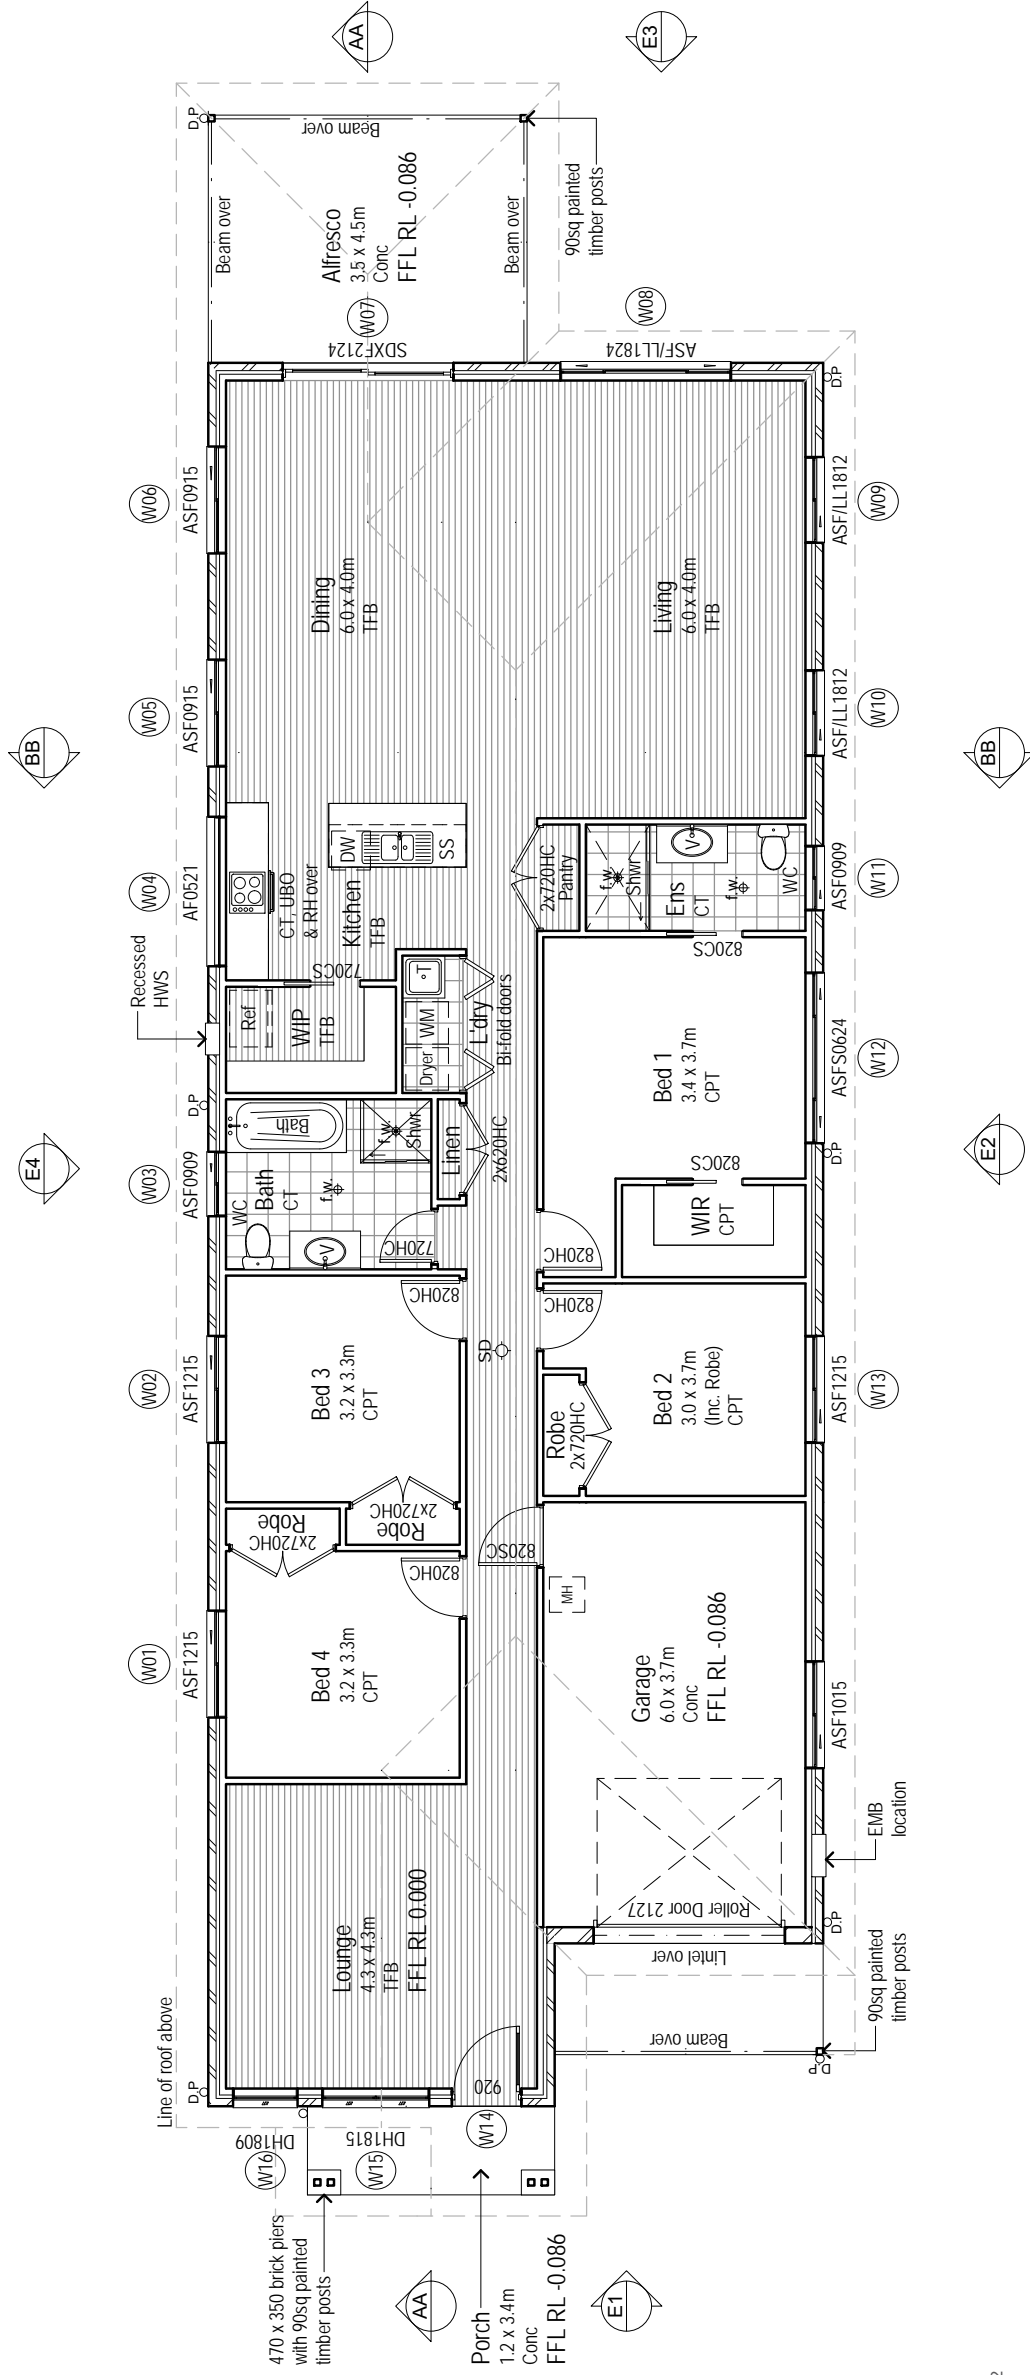 AA
E3
D.P
Beam over
Beam over
Alfresco
3.5 x 4.5m
Conc
FFL RL -0.086
Beam over
90sq painted
timber posts
W07
SDXF2124
W08
ASF/LL1824
D.P
W06
ASF0915
W05
ASF0915
Dining
6.0 x 4.0m
TFB
Living
6.0 x 4.0m
TFB
W09
ASF/LL1812
W10
ASF/LL1812
BB
BB
W04
AF0521
CT, UBO
& RH over
Kitchen
TFB
DW
SS
2x720HC
Pantry
f.w.
Shwr
Ens
CT
V
f.w.
WC
ASF0909
W11
Recessed
HWS
720CS
Ref
WIP
TFB
T
WM
Dryer
L'dry
Bi-fold doors
820CS
Bed 1
3.4 x 3.7m
CPT
ASFS0624
W12
D.P
D.P
E4
E2
W03
ASF0909
Bath
f.w.
Shwr
WC
Bath
CT
f.w.
V
720HC
Linen
2x620HC
820CS
WIR
CPT
820HC
W02
ASF1215
Bed 3
3.2 x 3.3m
CPT
820HC
SD
820HC
Bed 2
3.0 x 3.7m
(Inc. Robe)
CPT
Robe
2x720HC
ASF1215
W13
Robe
2x720HC
2x720HC
Robe
W01
ASF1215
Bed 4
3.2 x 3.3m
CPT
820HC
820SC
MH
Garage
6.0 x 3.7m
Conc
FFL RL -0.086
ASF1015
EMB
location
Roller Door 2127
Lintel over
D.P
Lounge
4.3 x 4.3m
TFB
FFL RL 0.000
Line of roof above
D.P
Beam over
90sq painted
timber posts
D.P
920
W14
DH1815
W15
DH1809
W16
470 x 350 brick piers
with 90sq painted
timber posts
AA
Porch
1.2 x 3.4m
Conc
FFL RL -0.086
E1